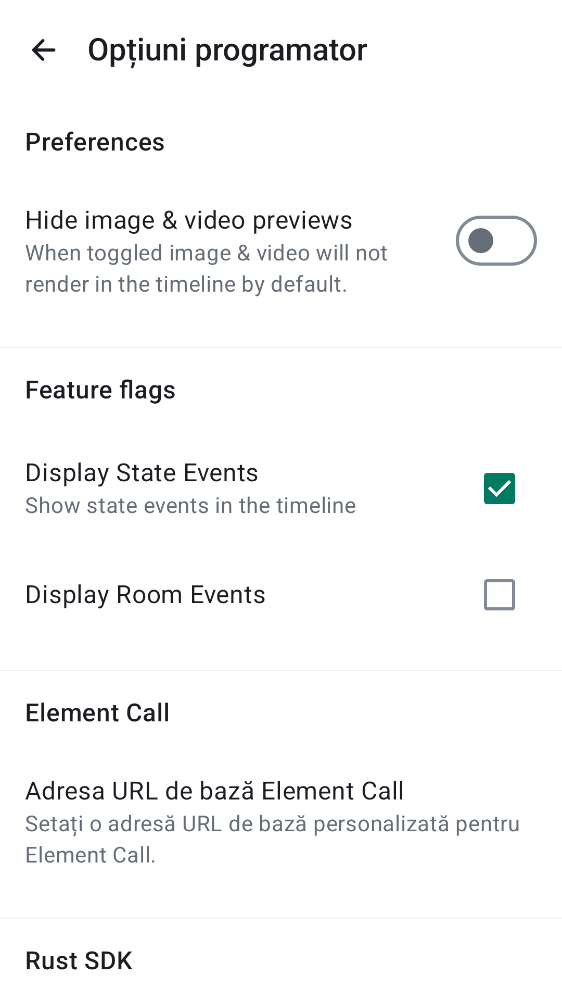 Opțiuni programator
Preferences
Hide image & video previews
When toggled image & video will not
render in the timeline by default.
Feature flags
Display State Events
Show state events in the timeline
Display Room Events
Element Call
Adresa URL de bază Element Call
Setați o adresă URL de bază personalizată pentru
Element Call.
Rust SDK